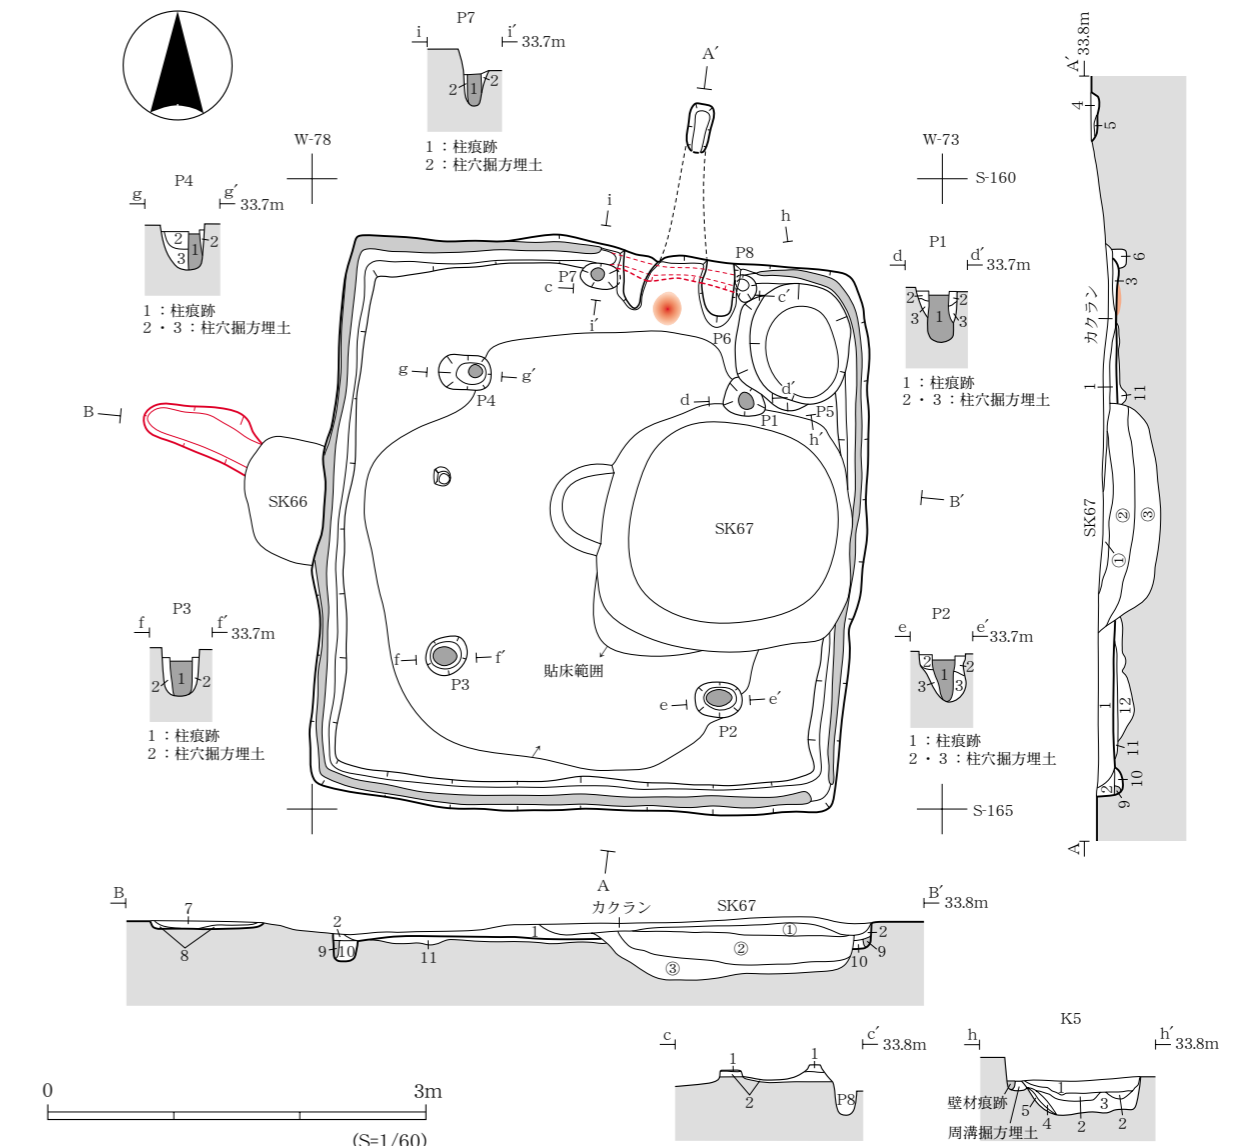 P7
i i′ 33.7m
2 1 2
1：柱痕跡
2：柱穴掘方埋土
A′
W-78
W-73
S-160
P4
g g′ 33.7m
2 1 2
3
1：柱痕跡
2・3：柱穴掘方埋土
i
h
P8
P7
c c′
i′
P6
P1
d d′ 33.7m
2 2
3 1 3
1：柱痕跡
2・3：柱穴掘方埋土
g g′
P4
d d′
P1 P5
h′
B
B′
SK66
SK67
P3
f f′ 33.7m
2 1 2
1：柱痕跡
2：柱穴掘方埋土
f f′
P3
貼床範囲
e e′
P2
P2
e e′ 33.7m
2 1 2
3 3
1：柱痕跡
2・3：柱穴掘方埋土
S-165
A
A′ 33.8m
4
5
6
3
カクラン
1
11
SK67
②
③
①
1
12
11
10
2
9
A
B B′ 33.8m
カクラン SK67
7
8
2
9 10
11
1
①
②
③
2
9
10
c c′ 33.8m
1 1
2
P8
K5
h h′ 33.8m
1
壁材痕跡
5 4 2 3 2
周溝掘方埋土
0 3m
(S=1/60)